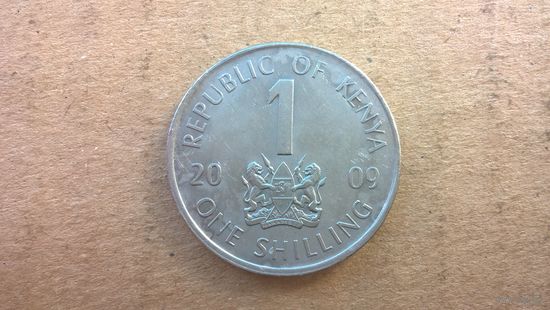 REPUBLIC OF KENYA
1
20 09
ONE SHILLING